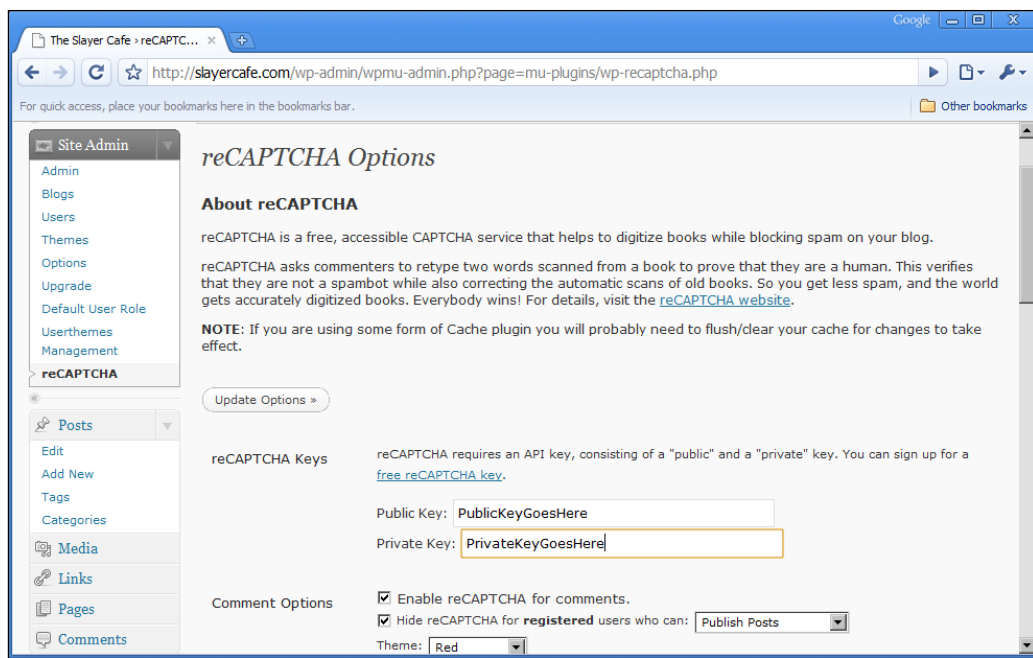 Google
The Slayer Cafe › reCAPTC...
http://slayercafe.com/wp-admin/wpmu-admin.php?page=mu-plugins/wp-recaptcha.php
For quick access, place your bookmarks here in the bookmarks bar.
Other bookmarks
Site Admin
Admin
Blogs
Users
Themes
Options
Upgrade
Default User Role
Userthemes
Management
reCAPTCHA
Posts
Edit
Add New
Tags
Categories
Media
Links
Pages
Comments
reCAPTCHA Options
About reCAPTCHA
reCAPTCHA is a free, accessible CAPTCHA service that helps to digitize books while blocking spam on your blog.
reCAPTCHA asks commenters to retype two words scanned from a book to prove that they are a human. This verifies
that they are not a spambot while also correcting the automatic scans of old books. So you get less spam, and the world
gets accurately digitized books. Everybody wins! For details, visit the reCAPTCHA website.
NOTE: If you are using some form of Cache plugin you will probably need to flush/clear your cache for changes to take
effect.
Update Options »
reCAPTCHA Keys
reCAPTCHA requires an API key, consisting of a "public" and a "private" key. You can sign up for a
free reCAPTCHA key.
Public Key: PublicKeyGoesHere
Private Key: PrivateKeyGoesHere
Comment Options
Enable reCAPTCHA for comments.
Hide reCAPTCHA for registered users who can: Publish Posts
Theme: Red